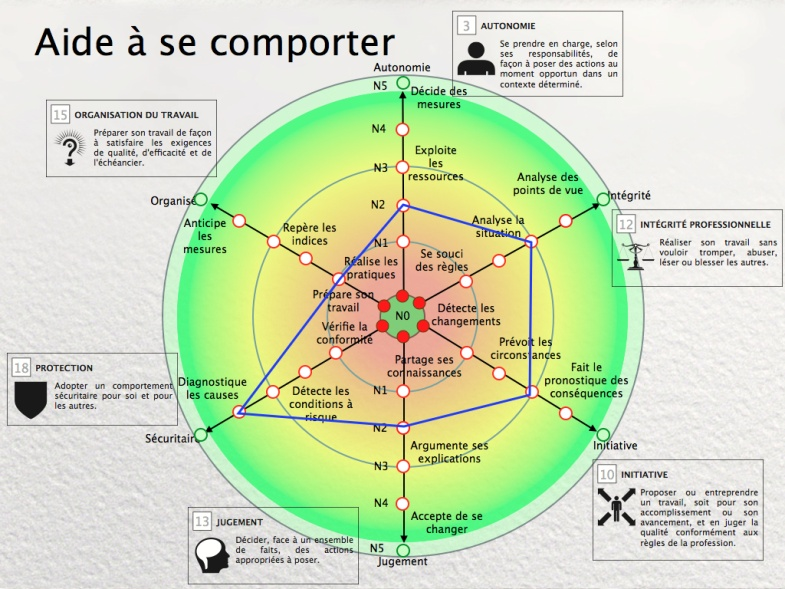 Aide à se comporter
3 AUTONOMIE
Se prendre en charge, selon
ses responsabilités, de
façon à poser des actions au
moment opportun dans un
contexte déterminé.
Autonomie
N5
Décide des
mesures
N4
15 ORGANISATION DU TRAVAIL
Préparer son travail de façon
à satisfaire les exigences
de qualité, d'efficacité et de
l'échéancier.
Exploite
les
ressources
N3
Analyse des
points de vue
Intégrité
Organisé
N2
Anticipe
les
mesures
Repère les
indices
Analyse la
situation
12 INTÉGRITÉ PROFESSIONNELLE
Réaliser son travail sans
vouloir tromper, abuser,
léser ou blesser les autres.
N1
Se souci
des règles
Réalise les
pratiques
Prépare son
travail
N0
Détecte les
changements
Vérifie la
conformité
Prévoit les
circonstances
Partage ses
connaissances
18 PROTECTION
Adopter un comportement
sécuritaire pour soi et pour
les autres.
Diagnostique
les causes
Fait le
pronostique des
conséquences
N1
Détecte les
conditions à
risque
N2
Sécuritaire
Initiative
Argumente ses
explications
N3
10 INITIATIVE
Proposer ou entreprendre
un travail, soit pour son
accomplissement ou son
avancement, et en juger la
qualité conformément aux
règles de la profession.
N4
Accepte de se
changer
13 JUGEMENT
Décider, face à un ensemble
de faits, des actions
appropriées à poser.
N5
Jugement